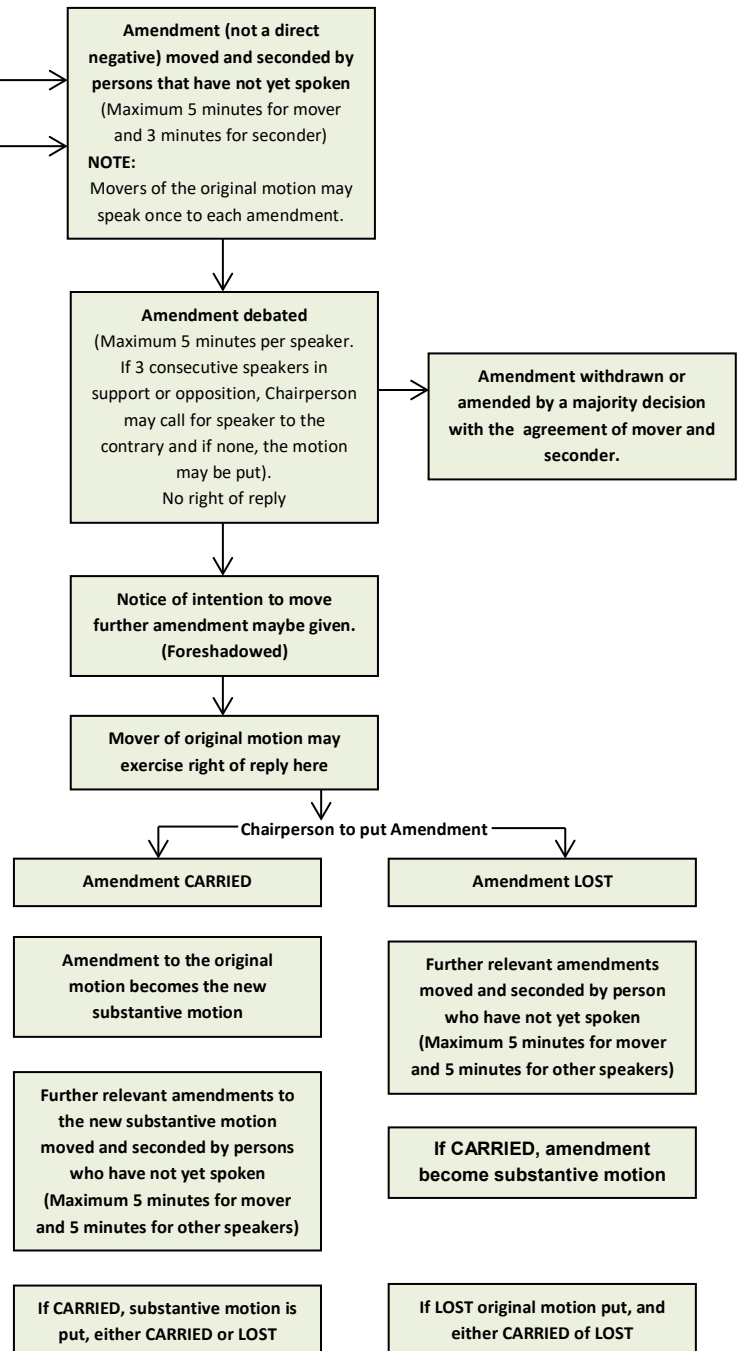 Amendment (not a direct
negative) moved and seconded by
persons that have not yet spoken
(Maximum 5 minutes for mover
and 3 minutes for seconder)
NOTE:
Movers of the original motion may
speak once to each amendment.
Amendment debated
(Maximum 5 minutes per speaker.
If 3 consecutive speakers in
support or opposition, Chairperson
may call for speaker to the
contrary and if none, the motion
may be put).
No right of reply
Amendment withdrawn or
amended by a majority decision
with the agreement of mover and
seconder.
Notice of intention to move
further amendment maybe given.
(Foreshadowed)
Mover of original motion may
exercise right of reply here
Chairperson to put Amendment
Amendment CARRIED
Amendment to the original
motion becomes the new
substantive motion
Further relevant amendments to
the new substantive motion
moved and seconded by persons
who have not yet spoken
(Maximum 5 minutes for mover
and 5 minutes for other speakers)
If CARRIED, substantive motion is
put, either CARRIED or LOST
Amendment LOST
Further relevant amendments
moved and seconded by person
who have not yet spoken
(Maximum 5 minutes for mover
and 5 minutes for other speakers)
If CARRIED, amendment
become substantive motion
If LOST original motion put, and
either CARRIED of LOST